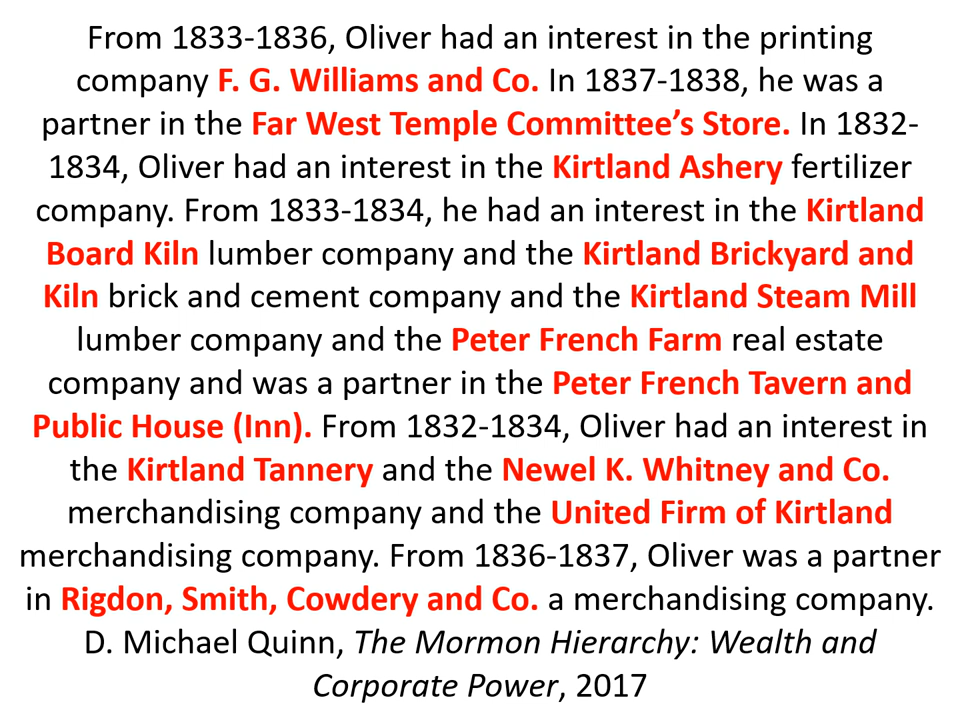 From 1833-1836, Oliver had an interest in the printing
company F. G. Williams and Co. In 1837-1838, he was a
partner in the Far West Temple Committee’s Store. In 1832-
1834, Oliver had an interest in the Kirtland Ashery fertilizer
company. From 1833-1834, he had an interest in the Kirtland
Board Kiln lumber company and the Kirtland Brickyard and
Kiln brick and cement company and the Kirtland Steam Mill
lumber company and the Peter French Farm real estate
company and was a partner in the Peter French Tavern and
Public House (Inn). From 1832-1834, Oliver had an interest in
the Kirtland Tannery and the Newel K. Whitney and Co.
merchandising company and the United Firm of Kirtland
merchandising company. From 1836-1837, Oliver was a partner
in Rigdon, Smith, Cowdery and Co. a merchandising company.
D. Michael Quinn, The Mormon Hierarchy: Wealth and
Corporate Power, 2017